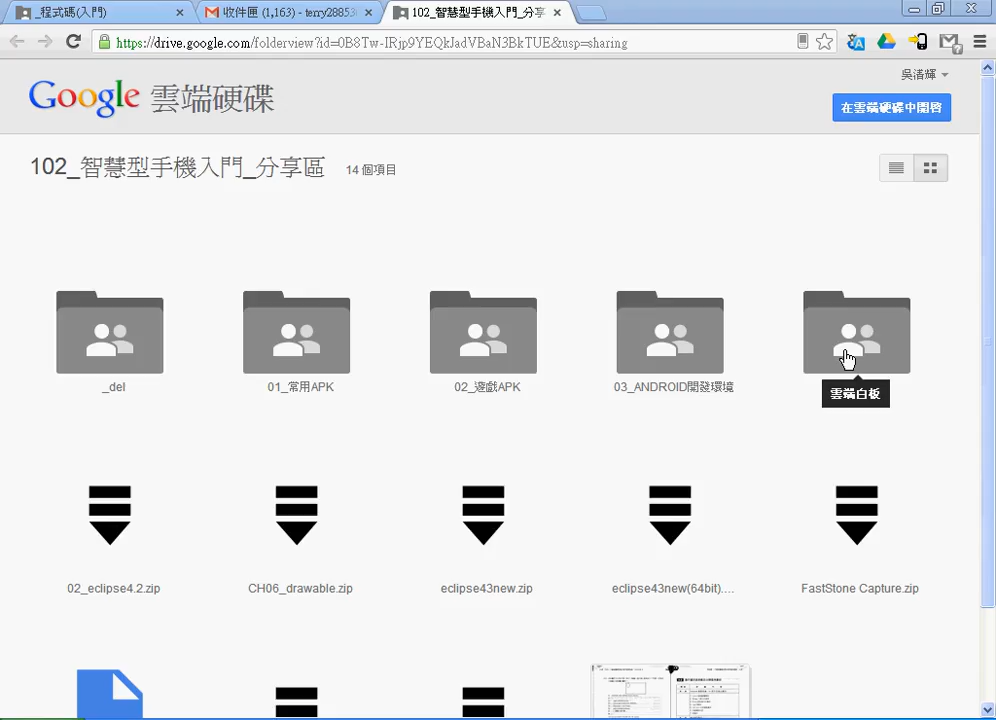 _程式碼(入門)
收件匣 (1,163) - terry28853
102_智慧型手機入門_分享
https://drive.google.com/folderview?id=0B8Tw-IRjp9YEQkJadVBaN3BkTUE&usp=sharing
Google 雲端硬碟
在雲端硬碟中開啓
102_智慧型手機入門_分享區
14 個項目
_del
01_常用APK
02_遊戲APK
03_ANDROID開發環境
雲端白板
02_eclipse4.2.zip
CH06_drawable.zip
eclipse43new.zip
eclipse43new(64bit)....
FastStone Capture.zip